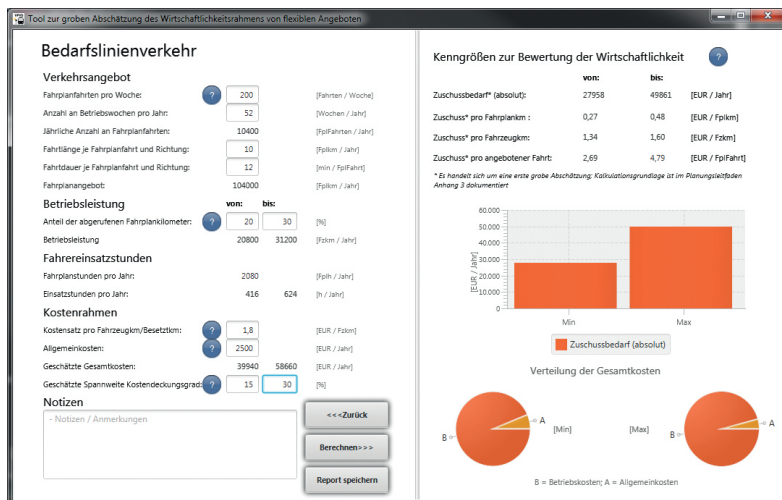 Tool zur groben Abschätzung des Wirtschaftlichkeitsrahmens von flexiblen Angeboten
Bedarfslinienverkehr
Verkehrsangebot
Fahrplanfahrten pro Woche: ? 200 [Fahrten / Woche]
Anzahl an Betriebswochen pro Jahr: 52 [Wochen / Jahr]
Jährliche Anzahl an Fahrplanfahrten: 10400 [FplFahrten / Jahr]
Fahrtlänge je Fahrplanfahrt und Richtung: 10 [Fplkm / Jahr]
Fahrtdauer je Fahrplanfahrt und Richtung: 12 [min / FplFahrt]
Fahrplanangebot: 104000 [Fplkm / Jahr]
Betriebsleistung von: bis:
Anteil der abgerufenen Fahrplankilometer: ? 20 30 [%]
Betriebsleistung 20800 31200 [Fzkm / Jahr]
Fahrereinsatzstunden
Fahrplanstunden pro Jahr: 2080 [Fplh / Jahr]
Einsatzstunden pro Jahr: 416 624 [h / Jahr]
Kostenrahmen
Kostensatz pro Fahrzeugkm/Besetztkm: ? 1,8 [EUR / Fzkm]
Allgemeinkosten: ? 2500 [EUR / Jahr]
Geschätzte Gesamtkosten: 39940 58660 [EUR / Jahr]
Geschätzte Spannweite Kostendeckungsgrad: ? 15 30 [%]
Notizen
- Notizen / Anmerkungen
<<<Zurück
Berechnen>>>
Report speichern
Kenngrößen zur Bewertung der Wirtschaftlichkeit ?
von: bis:
Zuschussbedarf* (absolut): 27958 49861 [EUR / Jahr]
Zuschuss* pro Fahrplankm : 0,27 0,48 [EUR / Fplkm]
Zuschuss* pro Fahrzeugkm: 1,34 1,60 [EUR / Fzkm]
Zuschuss* pro angebotener Fahrt: 2,69 4,79 [EUR / FplFahrt]
* Es handelt sich um eine erste grobe Abschätzung; Kalkulationsgrundlage ist im Planungsleitfaden
Anhang 3 dokumentiert
[EUR / Jahr]
60.000
50.000
40.000
30.000
20.000
10.000
0
Min Max
Zuschussbedarf (absolut)
Verteilung der Gesamtkosten
B A [Min] [Max] B A
B = Betriebskosten; A = Allgemeinkosten